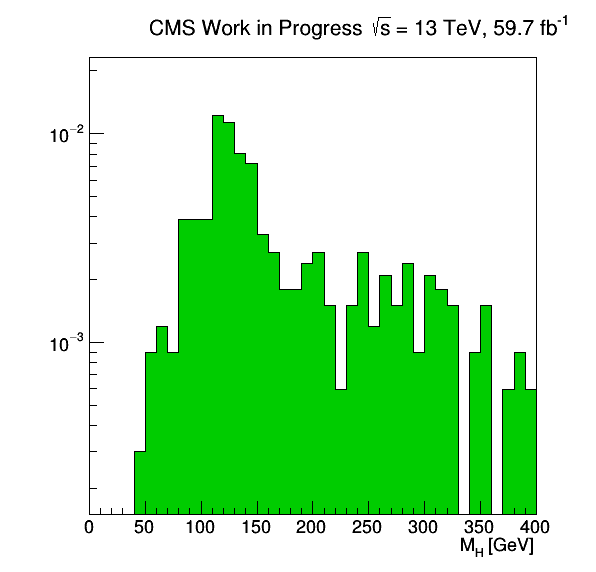 CMS Work in Progress √s = 13 TeV, 59.7 fb⁻¹
10⁻²
10⁻³
0 50 100 150 200 250 300 350 400
M_H [GeV]